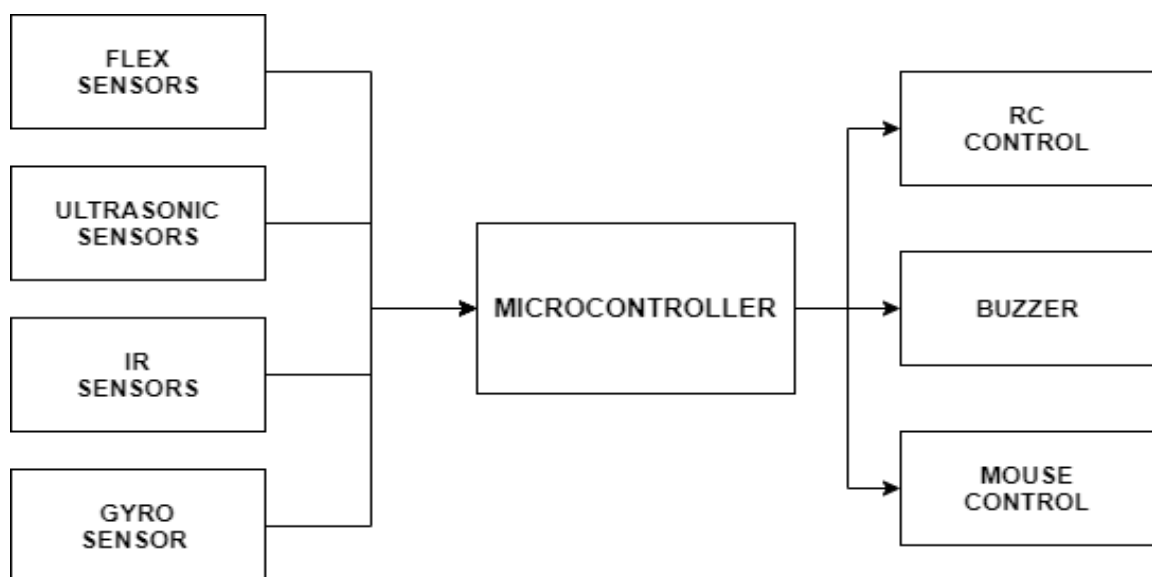 FLEX
SENSORS
ULTRASONIC
SENSORS
IR
SENSORS
GYRO
SENSOR
MICROCONTROLLER
RC
CONTROL
BUZZER
MOUSE
CONTROL